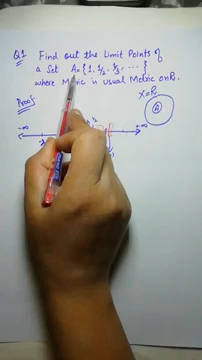 Q1 Find out the Limit Points of
a Set A = {1, 1/2, 1/3, ....}
where Metric is usual Metric on R.
X=R
Proof
A
-∞
+∞